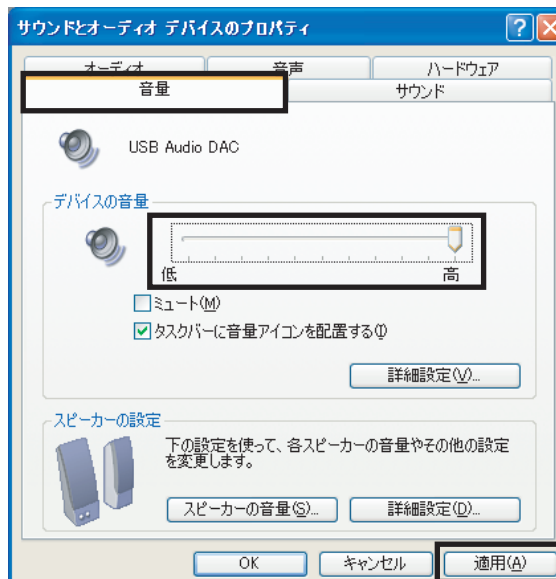 サウンドとオーディオ デバイスのプロパティ
オーディオ 音声 ハードウェア
音量 サウンド
USB Audio DAC
デバイスの音量
低 高
ミュート(M)
タスクバーに音量アイコンを配置する(I)
詳細設定(V)...
スピーカーの設定
下の設定を使って、各スピーカーの音量やその他の設定
を変更します。
スピーカーの音量(S)... 詳細設定(D)...
OK キャンセル 適用(A)